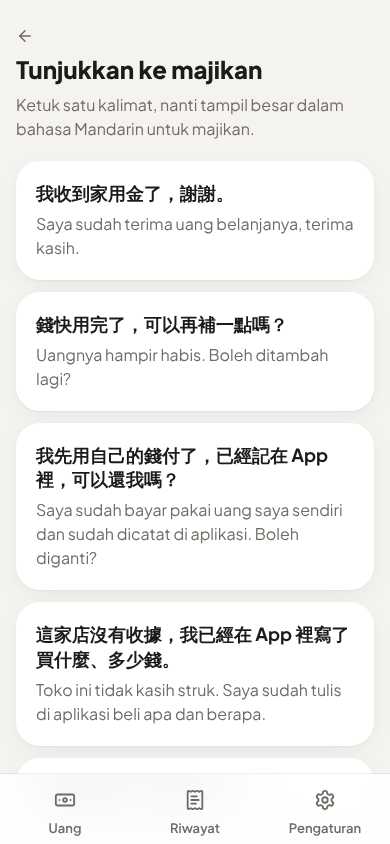 Tunjukkan ke majikan
Ketuk satu kalimat, nanti tampil besar dalam
bahasa Mandarin untuk majikan.
我收到家用金了，謝謝。
Saya sudah terima uang belanjanya, terima
kasih.
錢快用完了，可以再補一點嗎？
Uangnya hampir habis. Boleh ditambah
lagi?
我先用自己的錢付了，已經記在 App
裡，可以還我嗎？
Saya sudah bayar pakai uang saya sendiri
dan sudah dicatat di aplikasi. Boleh
diganti?
這家店沒有收據，我已經在 App 裡寫了
買什麼、多少錢。
Toko ini tidak kasih struk. Saya sudah tulis
di aplikasi beli apa dan berapa.
Uang
Riwayat
Pengaturan